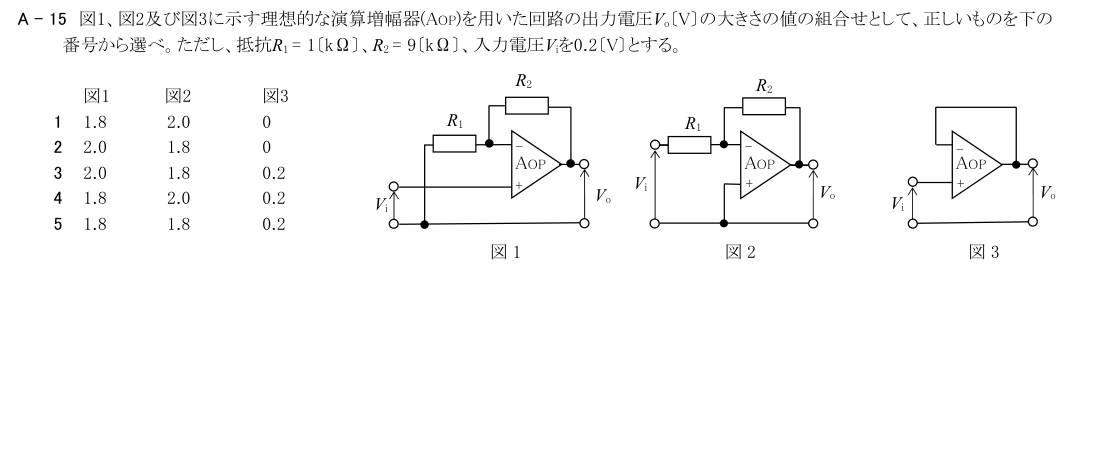 A － 15 図1、図2及び図3に示す理想的な演算増幅器(AOP)を用いた回路の出力電圧Vo〔V〕の大きさの値の組合せとして、正しいものを下の
番号から選べ。ただし、抵抗R1 = 1〔kΩ〕、R2 = 9〔kΩ〕、入力電圧Viを0.2〔V〕とする。
図1 図2 図3
1 1.8 2.0 0
2 2.0 1.8 0
3 2.0 1.8 0.2
4 1.8 2.0 0.2
5 1.8 1.8 0.2
R2
R1
－
AOP
+
Vi
Vo
図 1
R2
R1
－
AOP
+
Vi
Vo
図 2
－
AOP
+
Vi
Vo
図 3